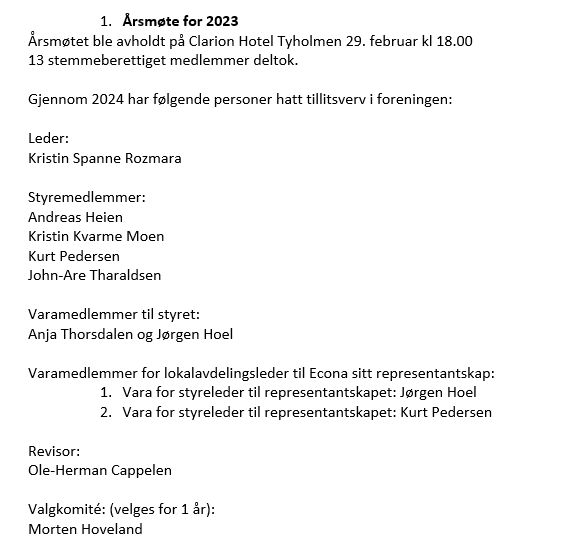 1. Årsmøte for 2023
Årsmøtet ble avholdt på Clarion Hotel Tyholmen 29. februar kl 18.00
13 stemmeberettiget medlemmer deltok.
Gjennom 2024 har følgende personer hatt tillitsverv i foreningen:
Leder:
Kristin Spanne Rozmara
Styremedlemmer:
Andreas Heien
Kristin Kvarme Moen
Kurt Pedersen
John-Are Tharaldsen
Varamedlemmer til styret:
Anja Thorsdalen og Jørgen Hoel
Varamedlemmer for lokalavdelingsleder til Econa sitt representantskap:
1. Vara for styreleder til representantskapet: Jørgen Hoel
2. Vara for styreleder til representantskapet: Kurt Pedersen
Revisor:
Ole-Herman Cappelen
Valgkomité: (velges for 1 år):
Morten Hoveland